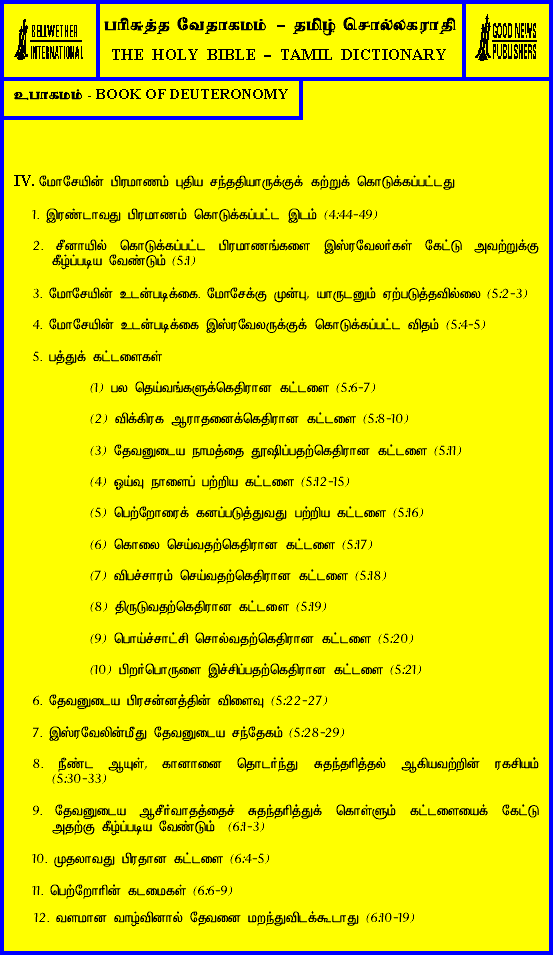 BELLWETHER
INTERNATIONAL
பரிசுத்த வேதாகமம் – தமிழ் சொல்லகராதி
THE HOLY BIBLE – TAMIL DICTIONARY
GOOD NEWS
PUBLISHERS
உபாகமம் - BOOK OF DEUTERONOMY
IV. மோசேயின் பிரமாணம் புதிய சந்ததியாருக்குக் கற்றுக் கொடுக்கப்பட்டது
1. இரண்டாவது பிரமாணம் கொடுக்கப்பட்ட இடம் (4:44-49)
2. சீனாயில் கொடுக்கப்பட்ட பிரமாணங்களை இஸ்ரவேலர்கள் கேட்டு அவற்றுக்கு
கீழ்ப்படிய வேண்டும் (5:1)
3. மோசேயின் உடன்படிக்கை. மோசேக்கு முன்பு, யாருடனும் ஏற்படுத்தவில்லை (5:2-3)
4. மோசேயின் உடன்படிக்கை இஸ்ரவேலருக்குக் கொடுக்கப்பட்ட விதம் (5:4-5)
5. பத்துக் கட்டளைகள்
(1) பல தெய்வங்களுக்கெதிரான கட்டளை (5:6-7)
(2) விக்கிரக ஆராதனைக்கெதிரான கட்டளை (5:8-10)
(3) தேவனுடைய நாமத்தை தூஷிப்பதற்கெதிரான கட்டளை (5:11)
(4) ஓய்வு நாளைப் பற்றிய கட்டளை (5:12-15)
(5) பெற்றோரைக் கனப்படுத்துவது பற்றிய கட்டளை (5:16)
(6) கொலை செய்வதற்கெதிரான கட்டளை (5:17)
(7) விபச்சாரம் செய்வதற்கெதிரான கட்டளை (5:18)
(8) திருடுவதற்கெதிரான கட்டளை (5:19)
(9) பொய்ச்சாட்சி சொல்வதற்கெதிரான கட்டளை (5:20)
(10) பிறர்பொருளை இச்சிப்பதற்கெதிரான கட்டளை (5:21)
6. தேவனுடைய பிரசன்னத்தின் விளைவு (5:22-27)
7. இஸ்ரவேலின்மீது தேவனுடைய சந்தேகம் (5:28-29)
8. நீண்ட ஆயுள், கானானை தொடர்ந்து சுதந்தரித்தல் ஆகியவற்றின் ரகசியம்
(5:30-33)
9. தேவனுடைய ஆசீர்வாதத்தைச் சுதந்தரித்துக் கொள்ளும் கட்டளையைக் கேட்டு
அதற்கு கீழ்ப்படிய வேண்டும் (6:1-3)
10. முதலாவது பிரதான கட்டளை (6:4-5)
11. பெற்றோரின் கடமைகள் (6:6-9)
12. வளமான வாழ்வினால் தேவனை மறந்துவிடக்கூடாது (6:10-19)